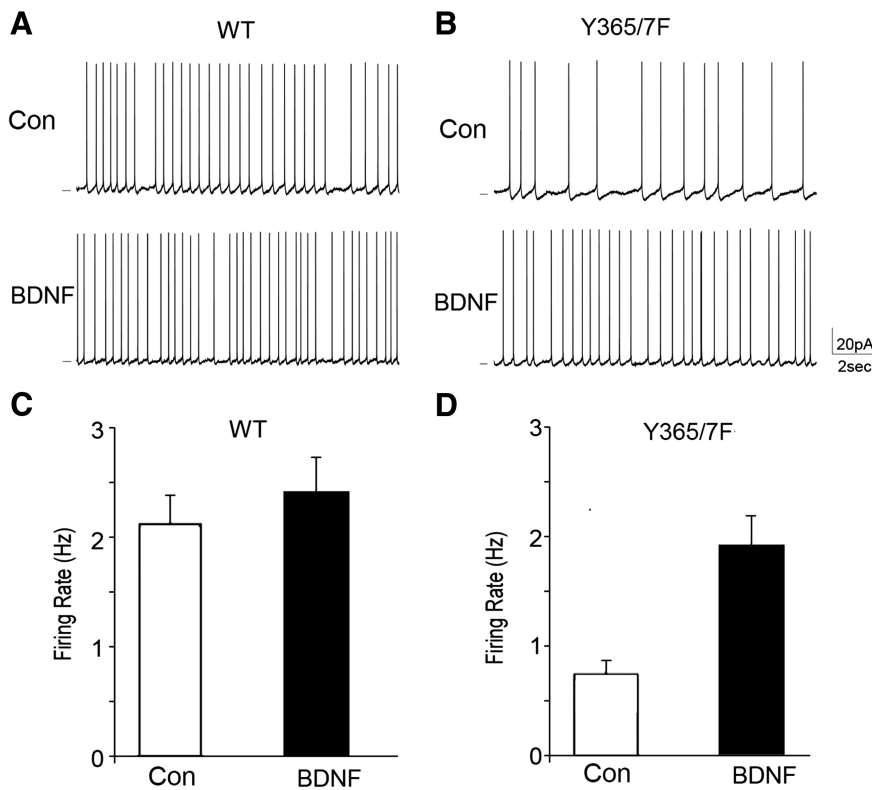 A
WT
B
Y365/7F
Con
Con
BDNF
BDNF
20pA
2sec
C
WT
3
2
1
0
Firing Rate (Hz)
Con
BDNF
D
Y365/7F
3
2
1
0
Firing Rate (Hz)
Con
BDNF